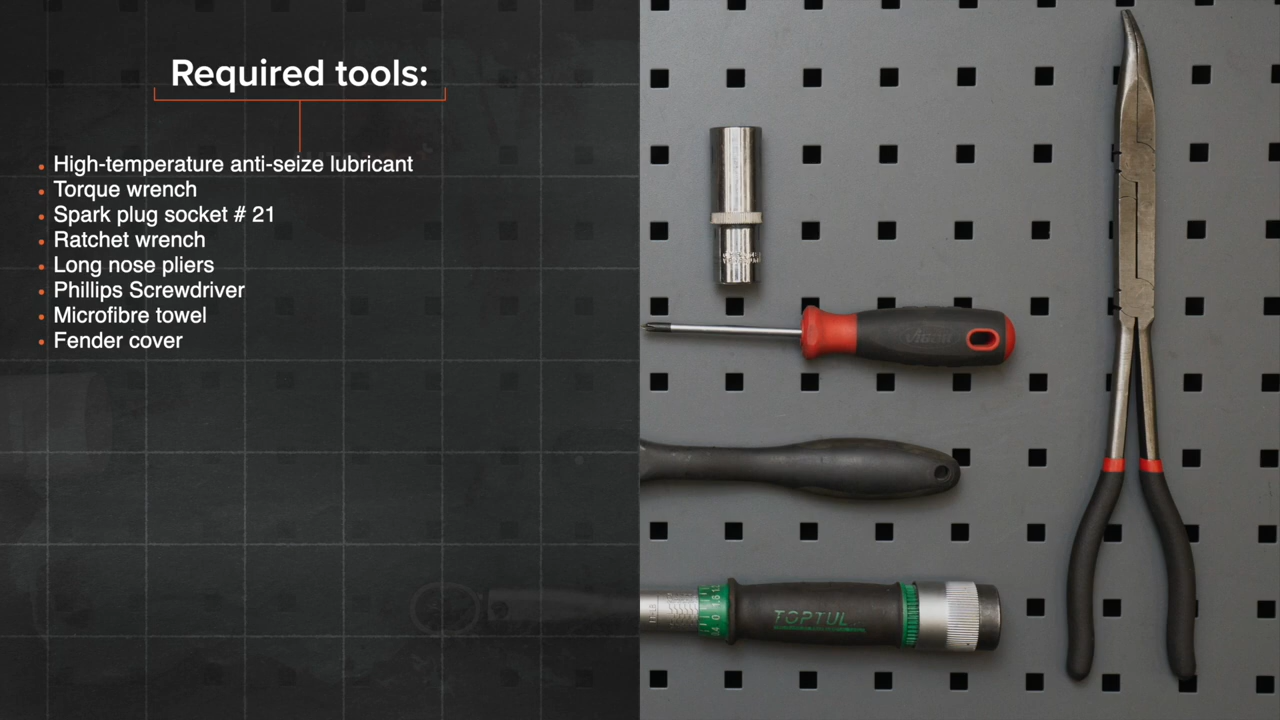 Required tools:
High-temperature anti-seize lubricant
Torque wrench
Spark plug socket # 21
Ratchet wrench
Long nose pliers
Phillips Screwdriver
Microfibre towel
Fender cover
TOPTUL